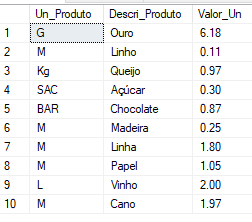 Un_Produto Descri_Produto Valor_Un
1 G Ouro 6.18
2 M Linho 0.11
3 Kg Queijo 0.97
4 SAC Açúcar 0.30
5 BAR Chocolate 0.87
6 M Madeira 0.25
7 M Linha 1.80
8 M Papel 1.05
9 L Vinho 2.00
10 M Cano 1.97